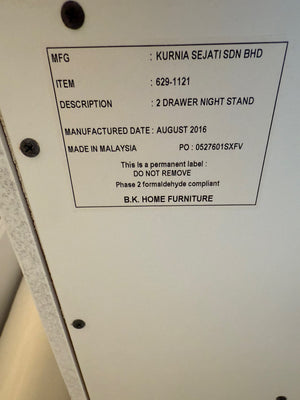 MFG : KURNIA SEJATI SDN BHD
ITEM : 629-1121
DESCRIPTION : 2 DRAWER NIGHT STAND
MANUFACTURED DATE : AUGUST 2016
MADE IN MALAYSIA PO : 0527601SXFV
This is a permanent label :
DO NOT REMOVE
Phase 2 formaldehyde compliant
B.K. HOME FURNITURE